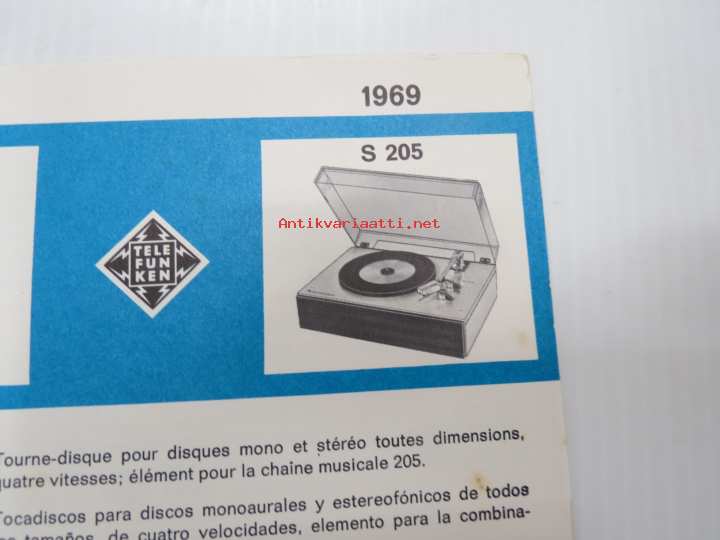 1969
S 205
Antikvariaatti.net
TELE
FUN
KEN
Tourne-disque pour disques mono et stéréo toutes dimensions,
quatre vitesses; élément pour la chaîne musicale 205.
Tocadiscos para discos monoaurales y estereofónicos de todos
tamaños, de cuatro velocidades, elemento para la combina-